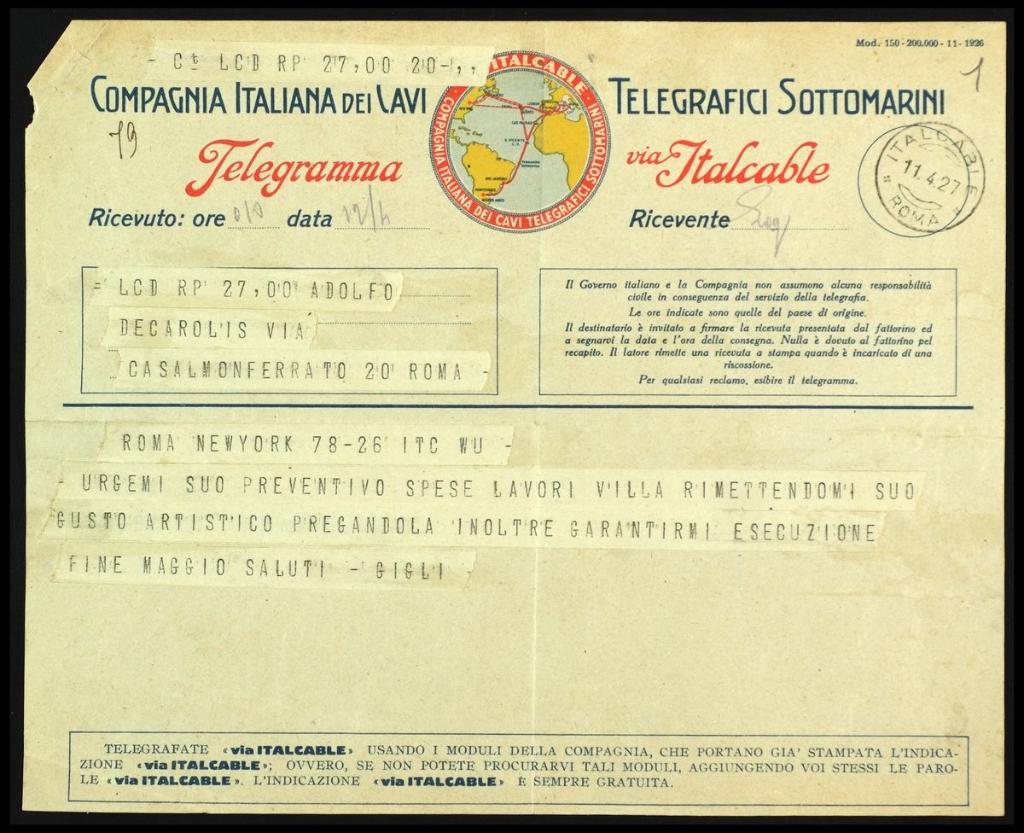 Mod. 150-200.000-11-1926
- Ct LCD RP 27,00 20-,,
COMPAGNIA ITALIANA DEI CAVI TELEGRAFICI SOTTOMARINI
ITALCABLE
COMPAGNIA ITALIANA DEI CAVI TELEGRAFICI SOTTOMARINI
1
79
Telegramma via Italcable
ITALCABLE
11.4.27
ROMA
Ricevuto: ore data Ricevente
= LCD RP 27,00 ADOLFO
DECAROLIS VIA
CASALMONFERRATO 20 ROMA -
Il Governo italiano e la Compagnia non assumono alcuna responsabilità
civile in conseguenza del servizio della telegrafia.
Le ore indicate sono quelle del paese di origine.
Il destinatario è invitato a firmare la ricevuta presentata dal fattorino ed
a segnarvi la data e l'ora della consegna. Nulla è dovuto al fattorino pel
recapito. Il latore rimette una ricevuta a stampa quando è incaricato di una
riscossione.
Per qualsiasi reclamo, esibire il telegramma.
ROMA NEWYORK 78-26 ITC WU -
- URGEMI SUO PREVENTIVO SPESE LAVORI VILLA RIMETTENDOMI SUO
GUSTO ARTISTICO PREGANDOLA INOLTRE GARANTIRMI ESECUZIONE
FINE MAGGIO SALUTI - GIGLI
TELEGRAFATE «via ITALCABLE» USANDO I MODULI DELLA COMPAGNIA, CHE PORTANO GIA' STAMPATA L'INDICA-
ZIONE «via ITALCABLE»; OVVERO, SE NON POTETE PROCURARVI TALI MODULI, AGGIUNGENDO VOI STESSI LE PARO-
LE «via ITALCABLE». L'INDICAZIONE «via ITALCABLE» È SEMPRE GRATUITA.